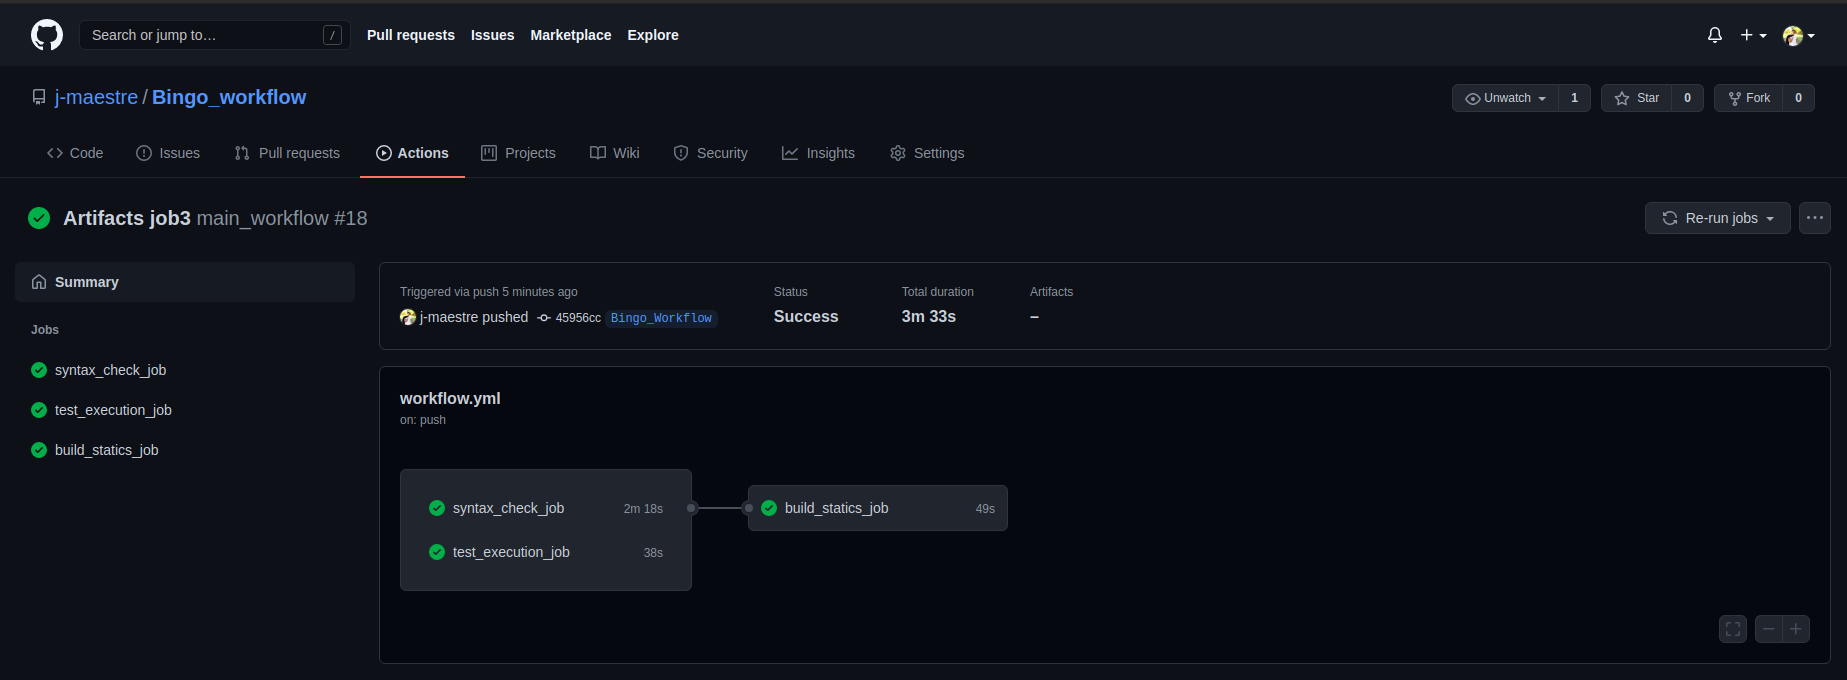 Search or jump to… /
Pull requests Issues Marketplace Explore
j-maestre / Bingo_workflow
Unwatch 1 Star 0 Fork 0
Code Issues Pull requests Actions Projects Wiki Security Insights Settings
Artifacts job3 main_workflow #18
Re-run jobs
Summary
Jobs
syntax_check_job
test_execution_job
build_statics_job
Triggered via push 5 minutes ago
j-maestre pushed 45956cc Bingo_Workflow
Status
Success
Total duration
3m 33s
Artifacts
–
workflow.yml
on: push
syntax_check_job 2m 18s
test_execution_job 38s
build_statics_job 49s